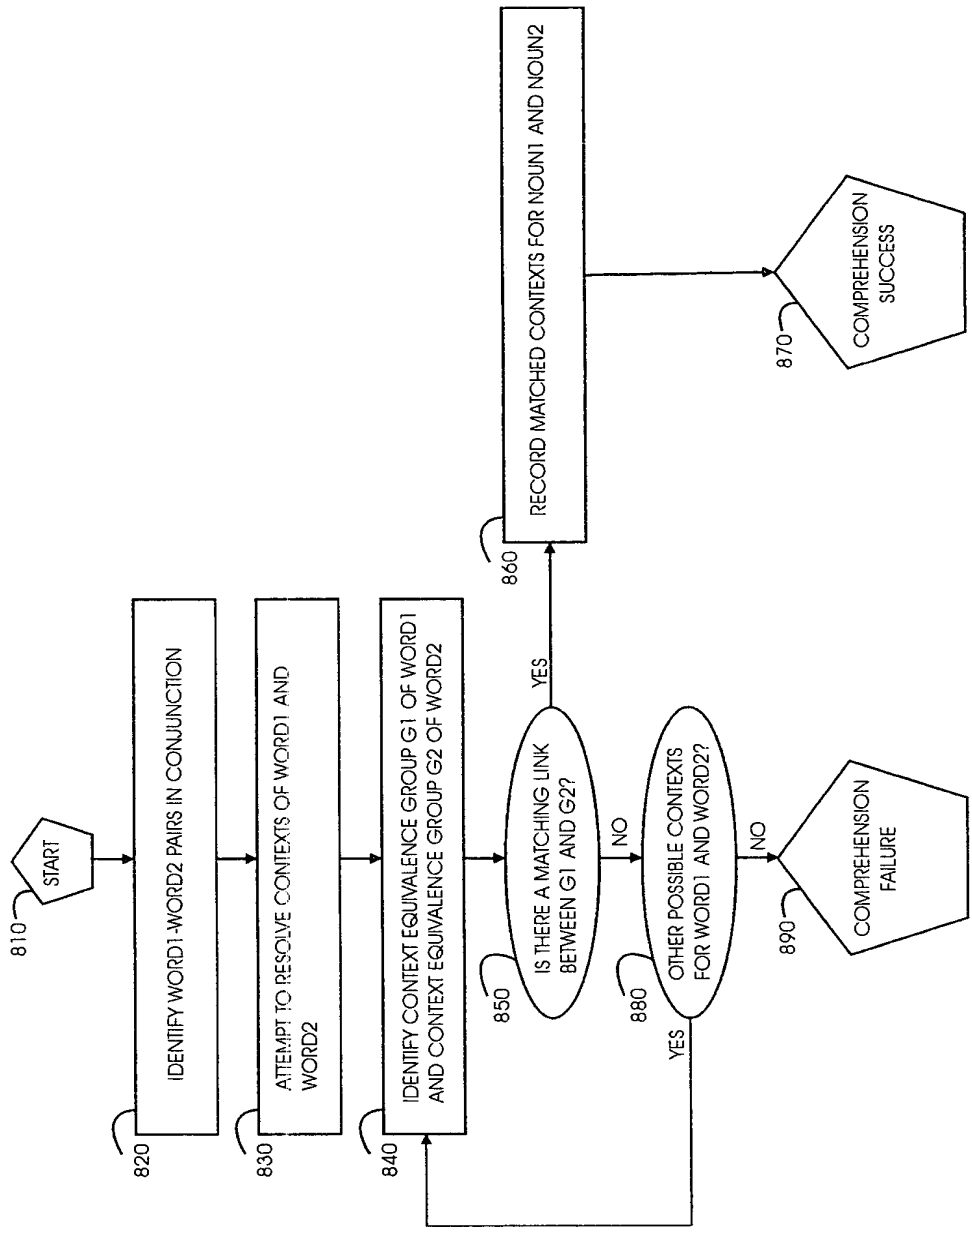 810
START
820
IDENTIFY WORD1-WORD2 PAIRS IN CONJUNCTION
830
ATTEMPT TO RESOLVE CONTEXTS OF WORD1 AND
WORD2
840
IDENTIFY CONTEXT EQUIVALENCE GROUP G1 OF WORD1
AND CONTEXT EQUIVALENCE GROUP G2 OF WORD2
850
IS THERE A MATCHING LINK
BETWEEN G1 AND G2?
YES
860
RECORD MATCHED CONTEXTS FOR NOUN1 AND NOUN2
870
COMPREHENSION
SUCCESS
NO
880
OTHER POSSIBLE CONTEXTS
FOR WORD1 AND WORD2?
YES
NO
890
COMPREHENSION
FAILURE